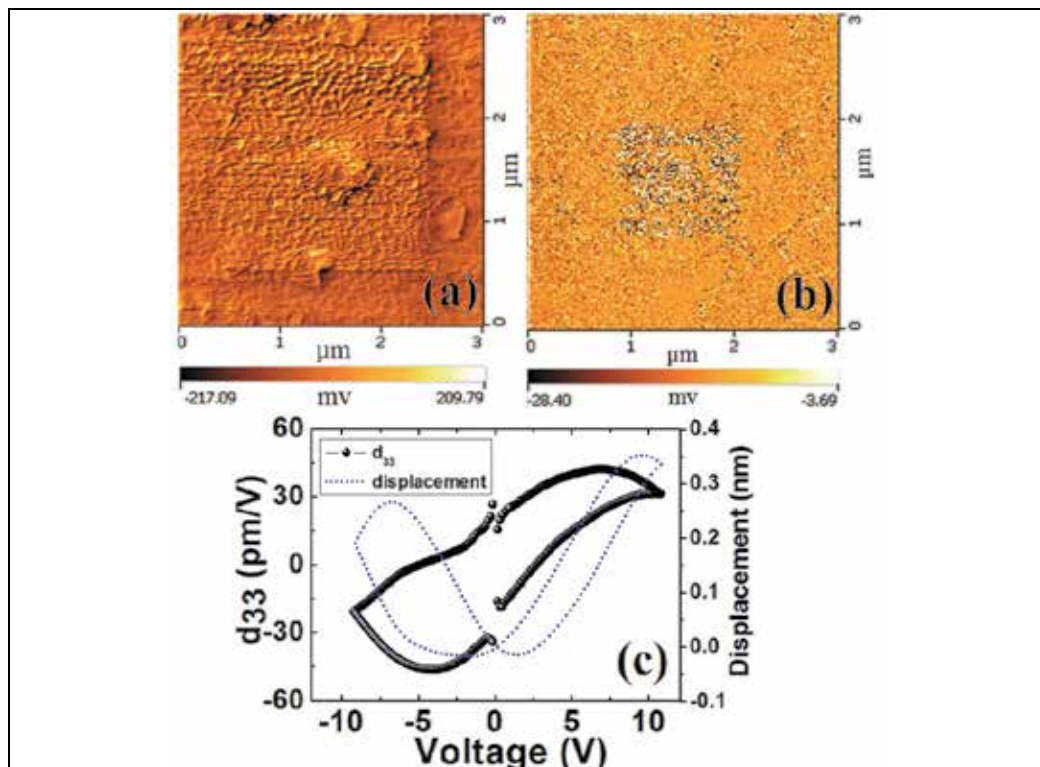 3
2
1
0
µm
(a)
0 1 2 3
µm
-217.09 mv 209.79
3
2
1
0
µm
(b)
0 1 2 3
µm
-28.40 mv -3.69
60
30
0
-30
-60
d33 (pm/V)
d33
displacement
0.4
0.3
0.2
0.1
0.0
-0.1
Displacement (nm)
(c)
-10 -5 0 5 10
Voltage (V)